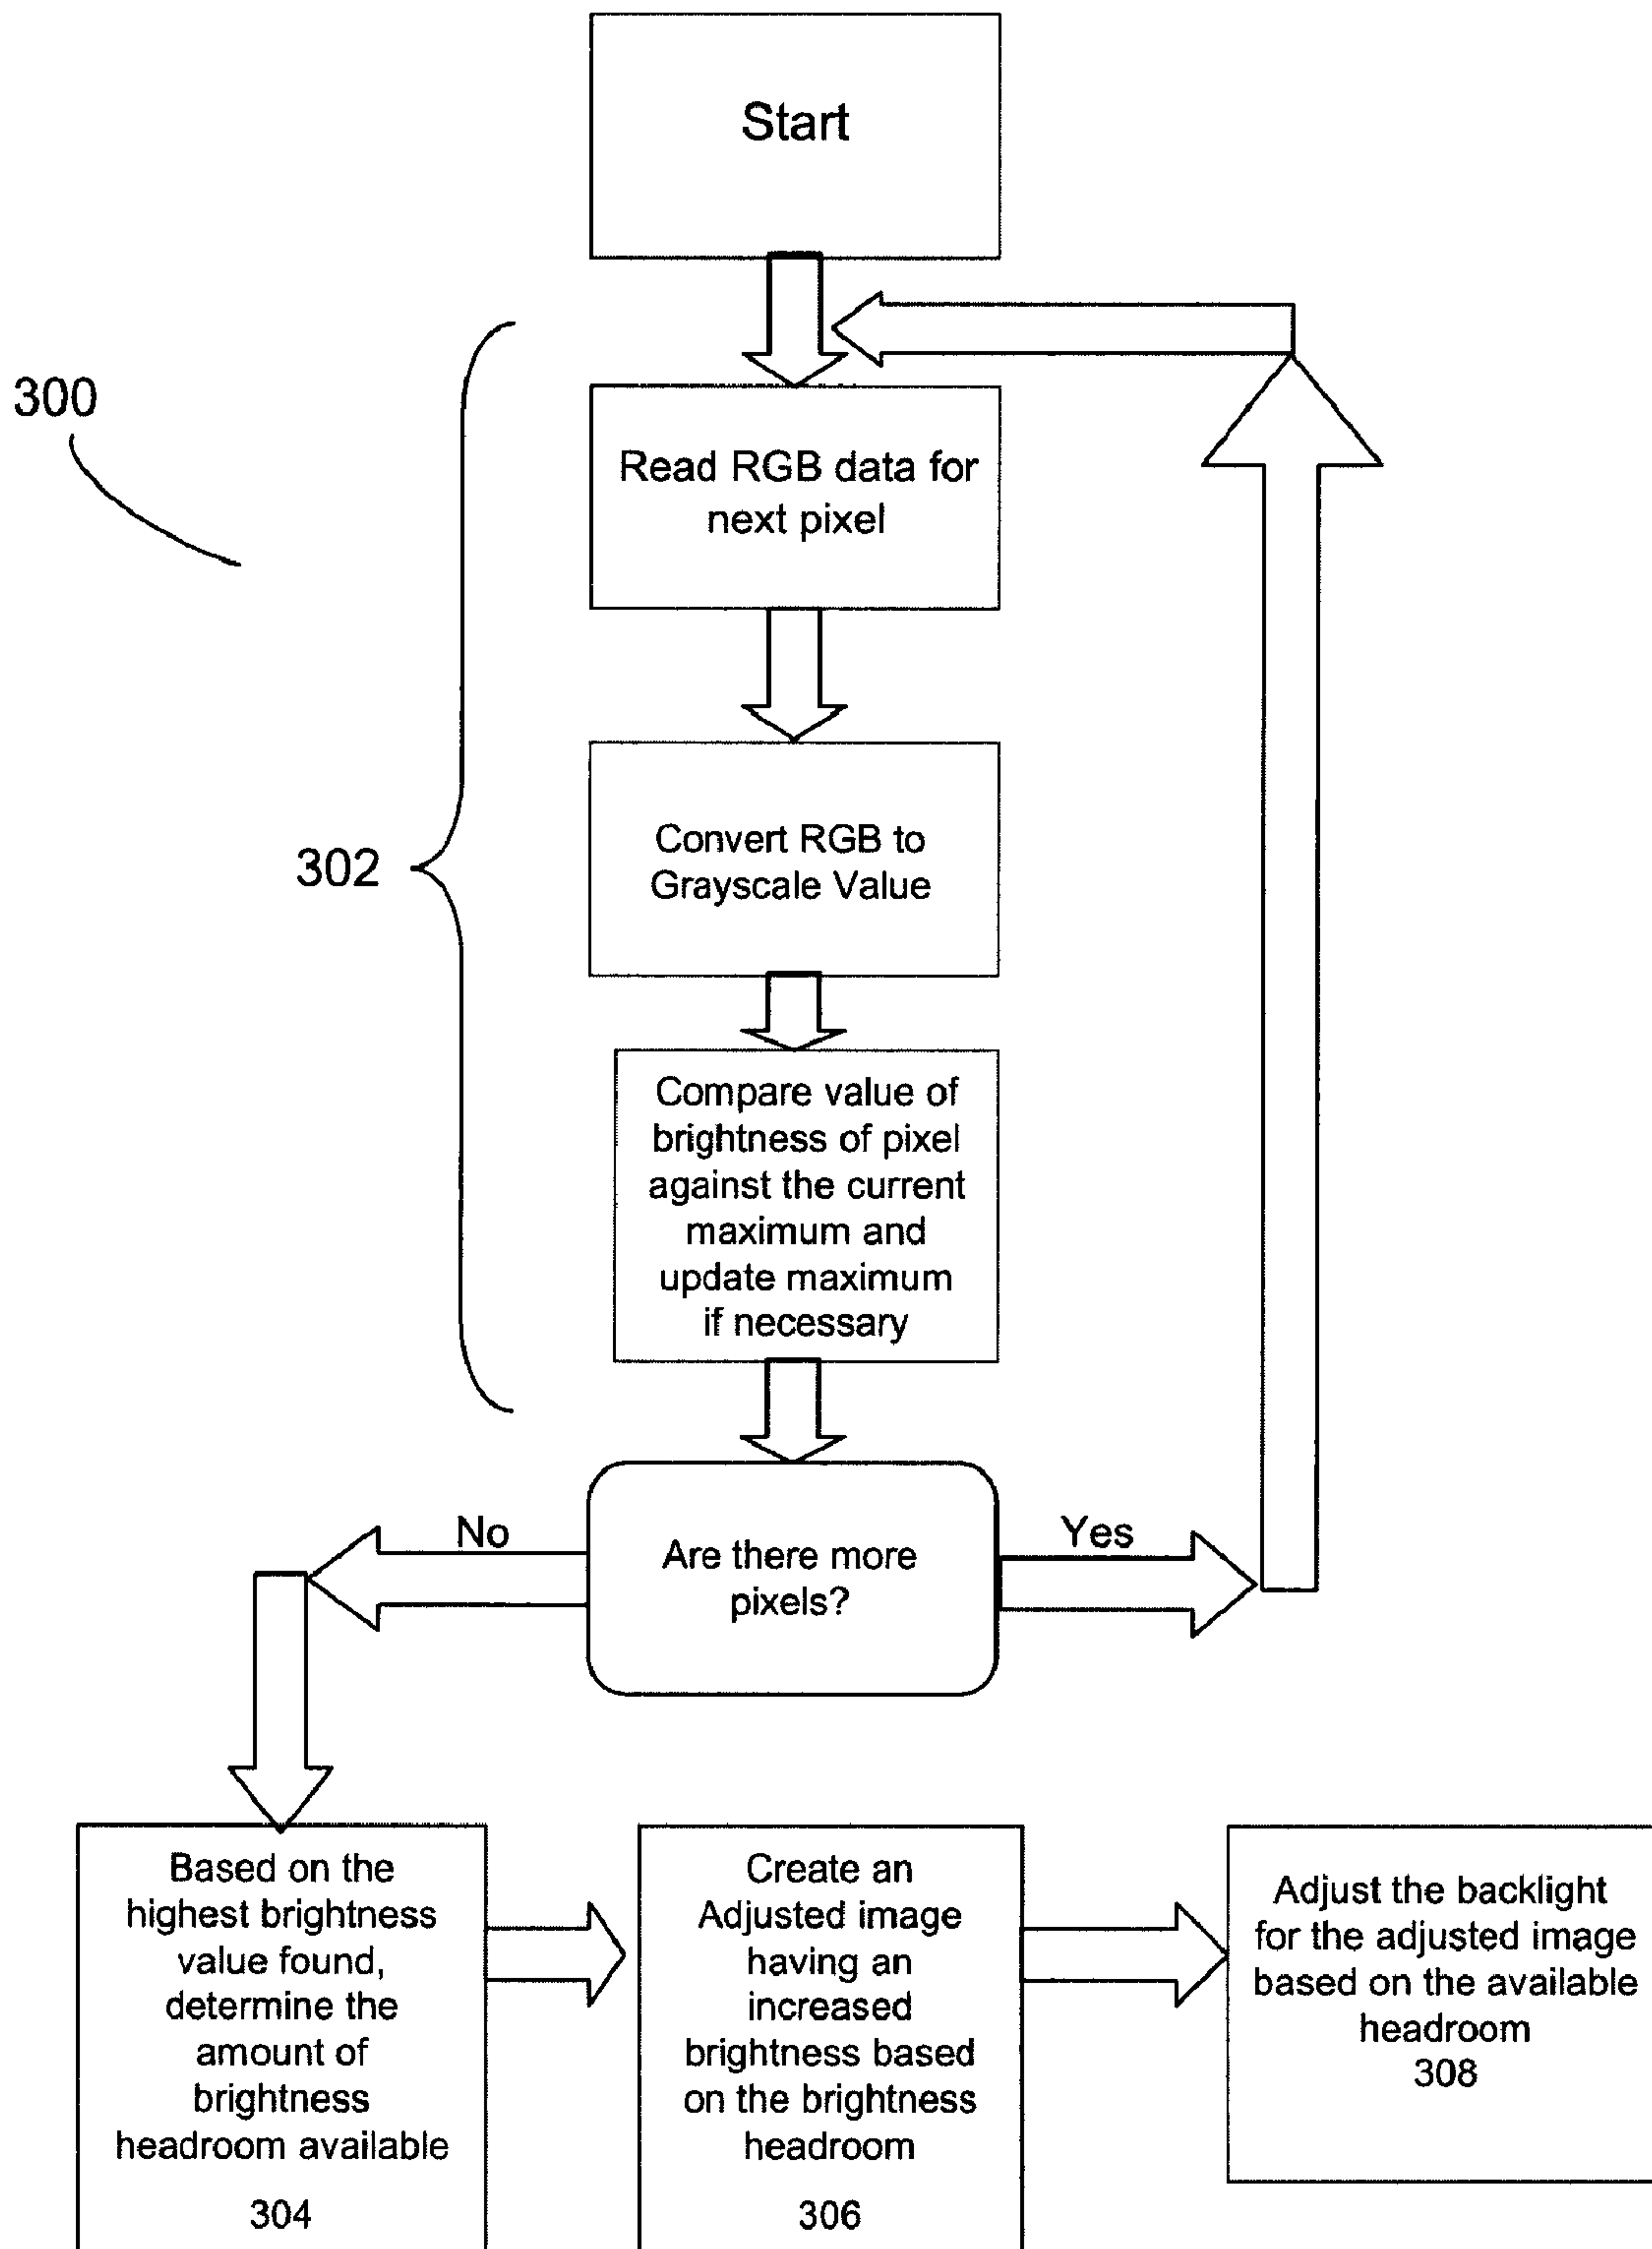 Start
300
Read RGB data for
next pixel
302
Convert RGB to
Grayscale Value
Compare value of
brightness of pixel
against the current
maximum and
update maximum
if necessary
No
Are there more
pixels?
Yes
Based on the
highest brightness
value found,
determine the
amount of
brightness
headroom available
304
Create an
Adjusted image
having an
increased
brightness based
on the brightness
headroom
306
Adjust the backlight
for the adjusted image
based on the available
headroom
308